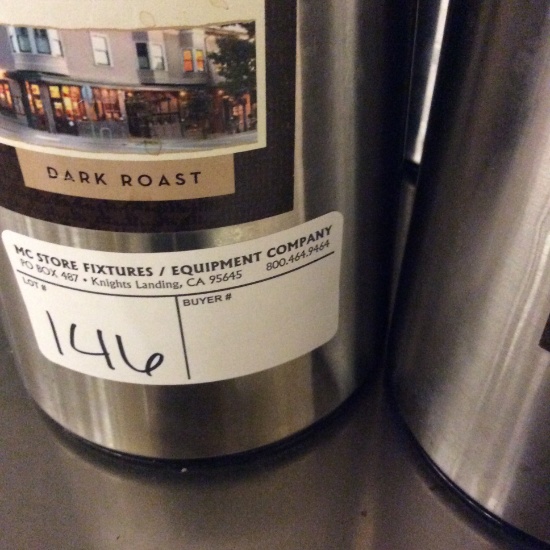 DARK ROAST
MC STORE FIXTURES / EQUIPMENT COMPANY
PO BOX 487 • Knights Landing, CA 95645 800.464.9464
LOT # BUYER #
146